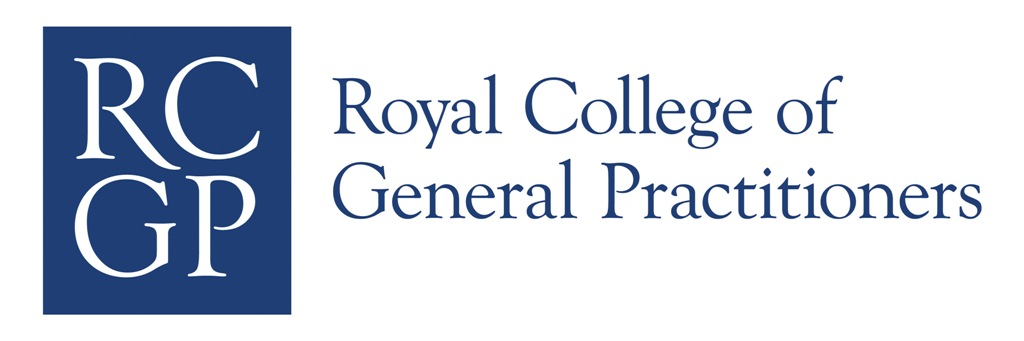 RC
GP
Royal College of
General Practitioners